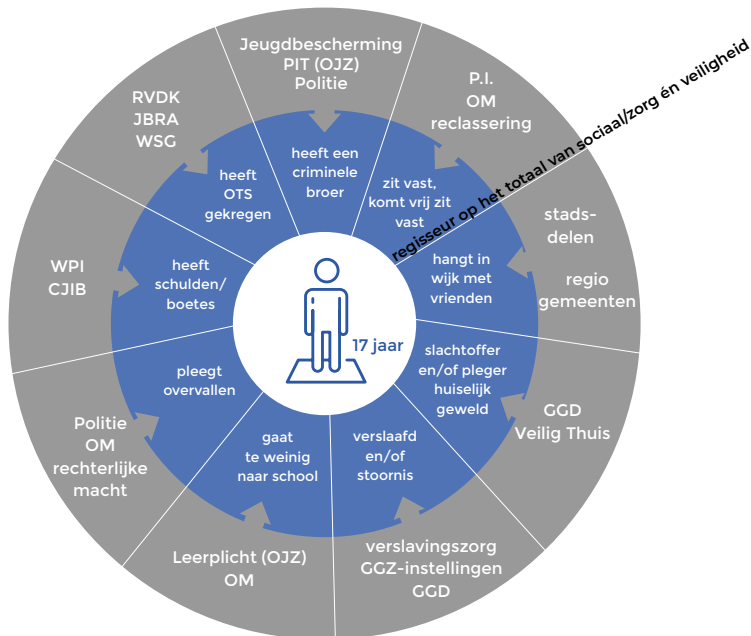 Jeugdbescherming
PIT (OJZ)
Politie
P.I.
OM
reclassering
regisseur op het totaal van sociaal/zorg én veiligheid
stads-
delen
regio
gemeenten
GGD
Veilig Thuis
verslavingszorg
GGZ-instellingen
GGD
Leerplicht (OJZ)
OM
Politie
OM
rechterlijke
macht
WPI
CJIB
RVDK
JBRA
WSG
heeft een
criminele
broer
zit vast,
komt vrij zit
vast
hangt in
wijk met
vrienden
slachtoffer
en/of pleger
huiselijk
geweld
verslaafd
en/of
stoornis
gaat
te weinig
naar school
pleegt
overvallen
heeft
schulden/
boetes
heeft
OTS
gekregen
17 jaar